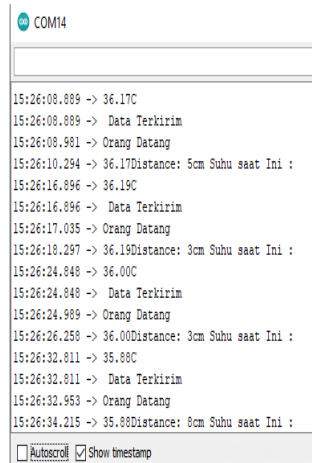 COM14
15:26:08.889 -> 36.17C
15:26:08.889 ->  Data Terkirim
15:26:08.981 -> Orang Datang
15:26:10.294 -> 36.17Distance: 5cm Suhu saat Ini :
15:26:16.896 -> 36.19C
15:26:16.896 ->  Data Terkirim
15:26:17.035 -> Orang Datang
15:26:18.297 -> 36.19Distance: 3cm Suhu saat Ini :
15:26:24.848 -> 36.00C
15:26:24.848 ->  Data Terkirim
15:26:24.989 -> Orang Datang
15:26:26.258 -> 36.00Distance: 3cm Suhu saat Ini :
15:26:32.811 -> 35.88C
15:26:32.811 ->  Data Terkirim
15:26:32.953 -> Orang Datang
15:26:34.215 -> 35.88Distance: 8cm Suhu saat Ini :
Autoscroll Show timestamp